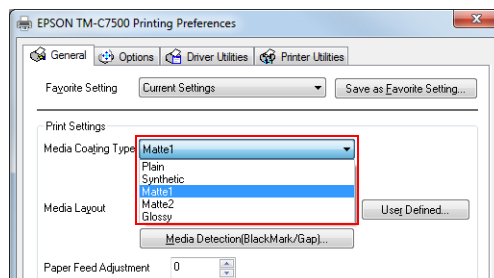 EPSON TM-C7500 Printing Preferences
General Options Driver Utilities Printer Utilities
Favorite Setting Current Settings Save as Favorite Setting...
Print Settings
Media Coating Type Matte1
Plain
Synthetic
Matte1
Matte2
Glossy
Media Layout User Defined...
Media Detection(BlackMark/Gap)...
Paper Feed Adjustment 0